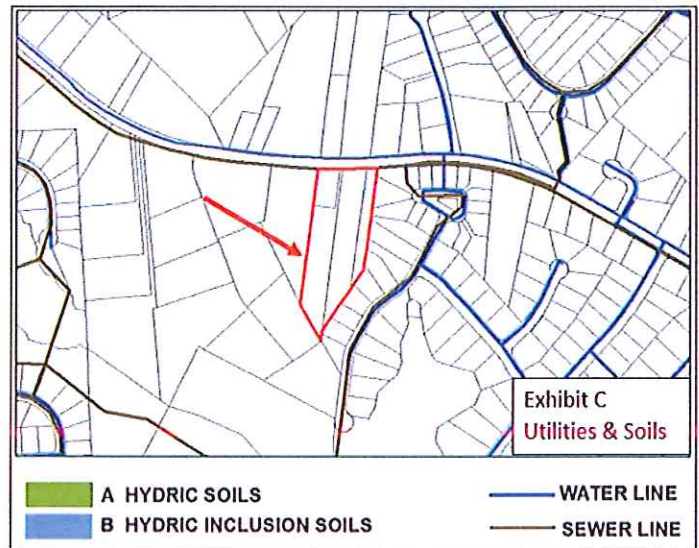 Exhibit C
Utilities & Soils
A HYDRIC SOILS
B HYDRIC INCLUSION SOILS
WATER LINE
SEWER LINE